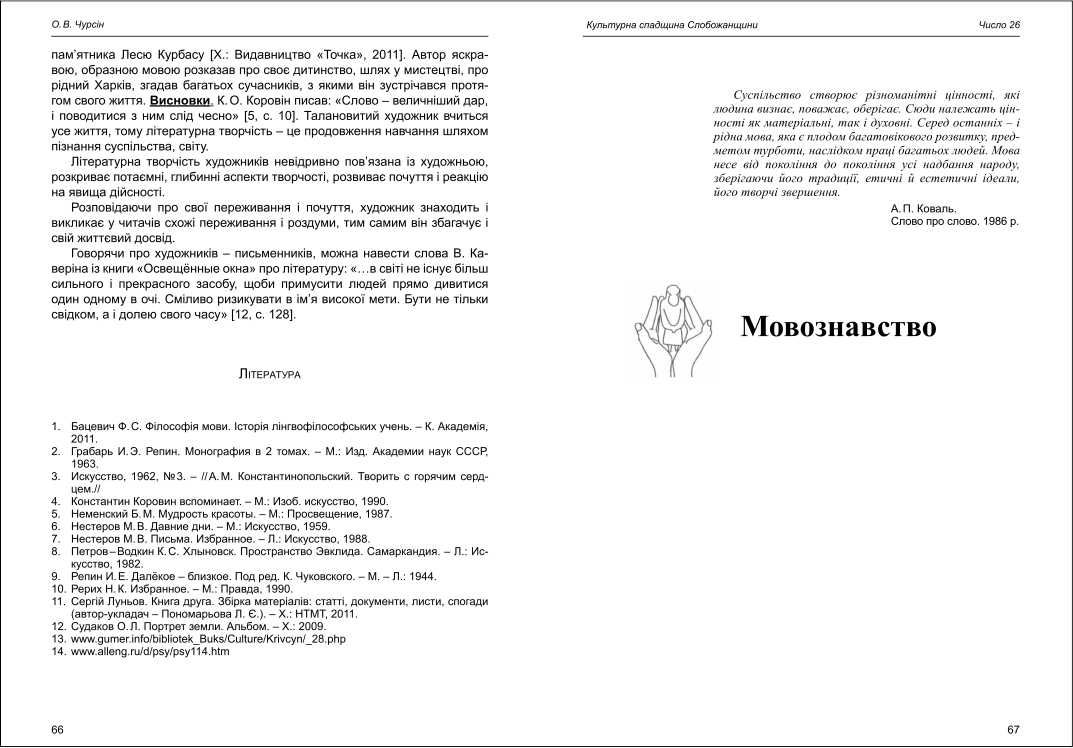 О. В. Чурсін
пам’ятника Лесю Курбасу [Х.: Видавництво «Точка», 2011]. Автор яскра-
вою, образною мовою розказав про своє дитинство, шлях у мистецтві, про
рідний Харків, згадав багатьох сучасників, з якими він зустрічався протя-
гом свого життя. Висновки. К. О. Коровін писав: «Слово – величніший дар,
і поводитися з ним слід чесно» [5, с. 10]. Талановитий художник вчиться
усе життя, тому літературна творчість – це продовження навчання шляхом
пізнання суспільства, світу.
Літературна творчість художників невідривно пов’язана із художньою,
розкриває потаємні, глибинні аспекти творчості, розвиває почуття і реакцію
на явища дійсності.
Розповідаючи про свої переживання і почуття, художник знаходить і
викликає у читачів схожі переживання і роздуми, тим самим він збагачує і
свій життєвий досвід.
Говорячи про художників – письменників, можна навести слова В. Ка-
веріна із книги «Освещённые окна» про літературу: «…в світі не існує більш
сильного і прекрасного засобу, щоби примусити людей прямо дивитися
один одному в очі. Сміливо ризикувати в ім’я високої мети. Бути не тільки
свідком, а і долею свого часу» [12, с. 128].
Література
1. Бацевич Ф. С. Філософія мови. Історія лінгвофілософських учень. – К. Академія,
2011.
2. Грабарь И. Э. Репин. Монография в 2 томах. – М.: Изд. Академии наук СССР,
1963.
3. Искусство, 1962, № 3. – // А. М. Константинопольский. Творить с горячим серд-
цем.//
4. Константин Коровин вспоминает. – М.: Изоб. искусство, 1990.
5. Неменский Б. М. Мудрость красоты. – М.: Просвещение, 1987.
6. Нестеров М. В. Давние дни. – М.: Искусство, 1959.
7. Нестеров М. В. Письма. Избранное. – Л.: Искусство, 1988.
8. Петров – Водкин К. С. Хлыновск. Пространство Эвклида. Самаркандия. – Л.: Ис-
кусство, 1982.
9. Репин И. Е. Далёкое – близкое. Под ред. К. Чуковского. – М. – Л.: 1944.
10. Рерих Н. К. Избранное. – М.: Правда, 1990.
11. Сергій Луньов. Книга друга. Збірка матеріалів: статті, документи, листи, спогади
(автор-укладач – Пономарьова Л. Є.). – Х.: НТМТ, 2011.
12. Судаков О. Л. Портрет земли. Альбом. – Х.: 2009.
13. www.gumer.info/bibliotek_Buks/Culture/Krivcyn/_28.php
14. www.alleng.ru/d/psy/psy114.htm
66
Культурна спадщина Слобожанщини Число 26
Суспільство створює різноманітні цінності, які
людина визнає, поважає, оберігає. Сюди належать цін-
ності як матеріальні, так і духовні. Серед останніх – і
рідна мова, яка є плодом багатовікового розвитку, пред-
метом турботи, наслідком праці багатьох людей. Мова
несе від покоління до покоління усі надбання народу,
зберігаючи його традиції, етичні й естетичні ідеали,
його творчі звершення.
А. П. Коваль.
Слово про слово. 1986 р.
Мовознавство
67